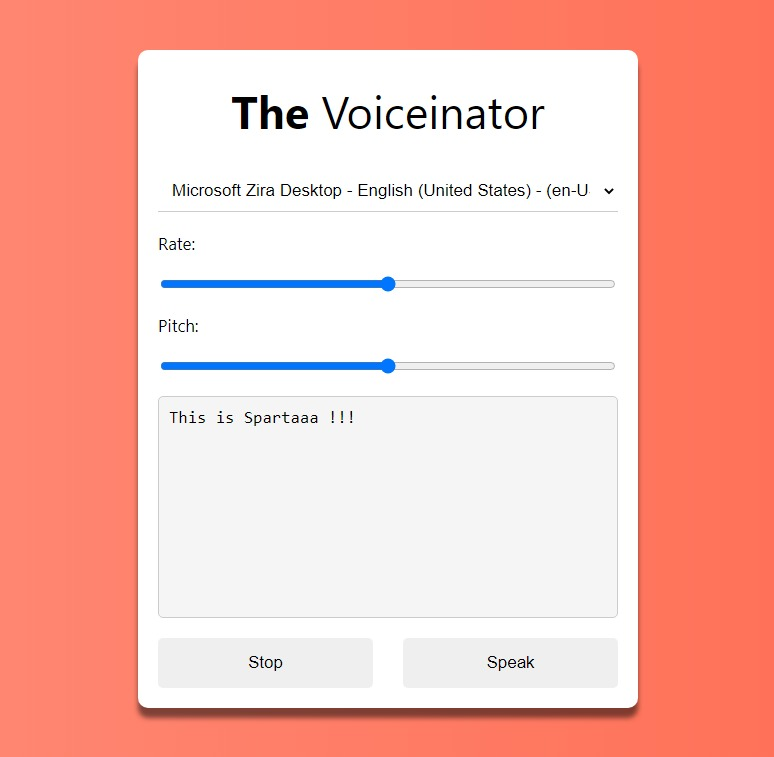 The Voiceinator
Microsoft Zira Desktop - English (United States) - (en-U
Rate:
Pitch:
This is Spartaaa !!!
Stop
Speak